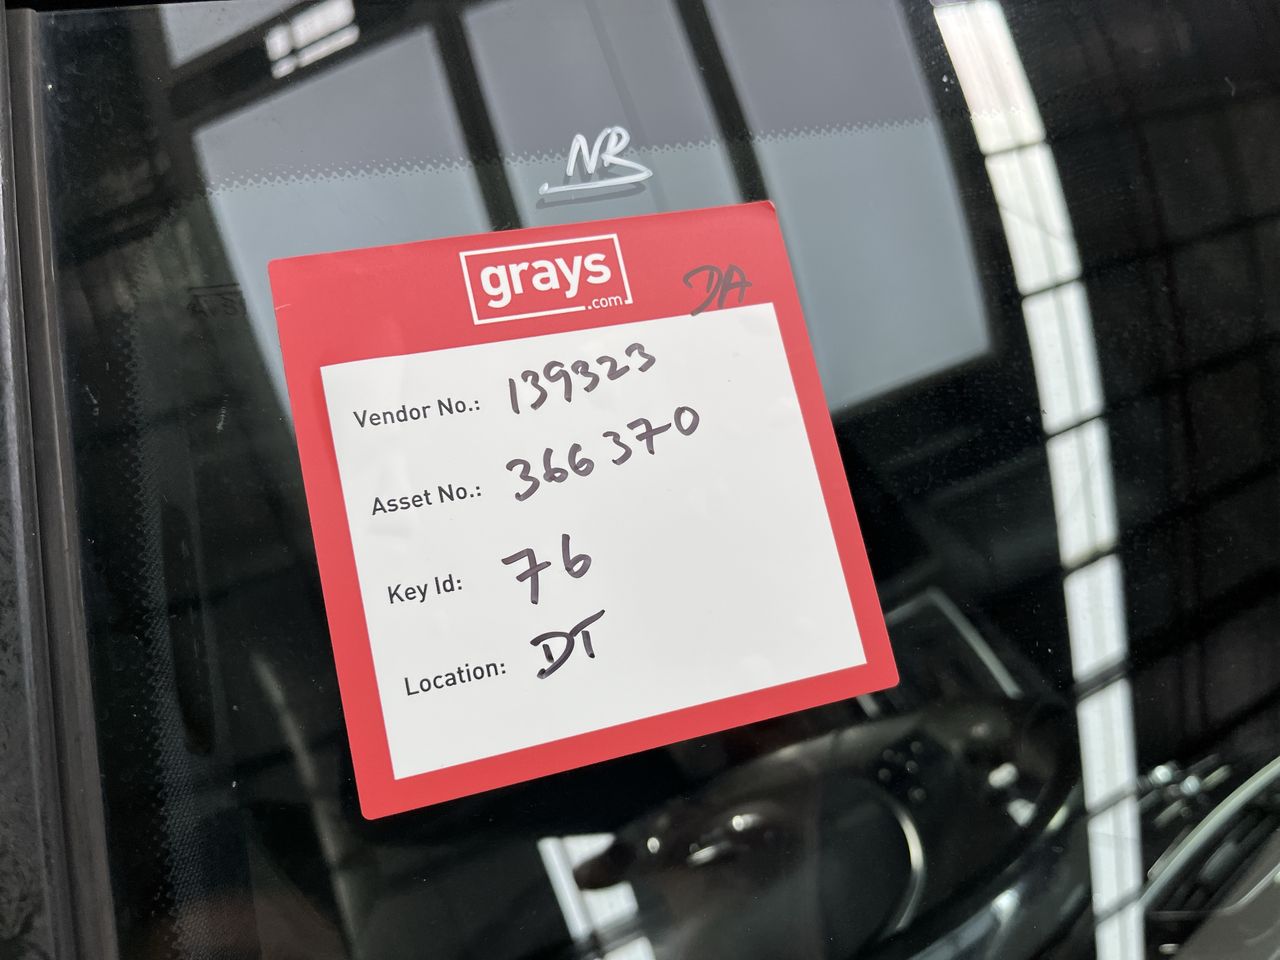 NR
grays
.com
DA
Vendor No.: 139323
Asset No.: 366370
Key Id: 76
Location: DT